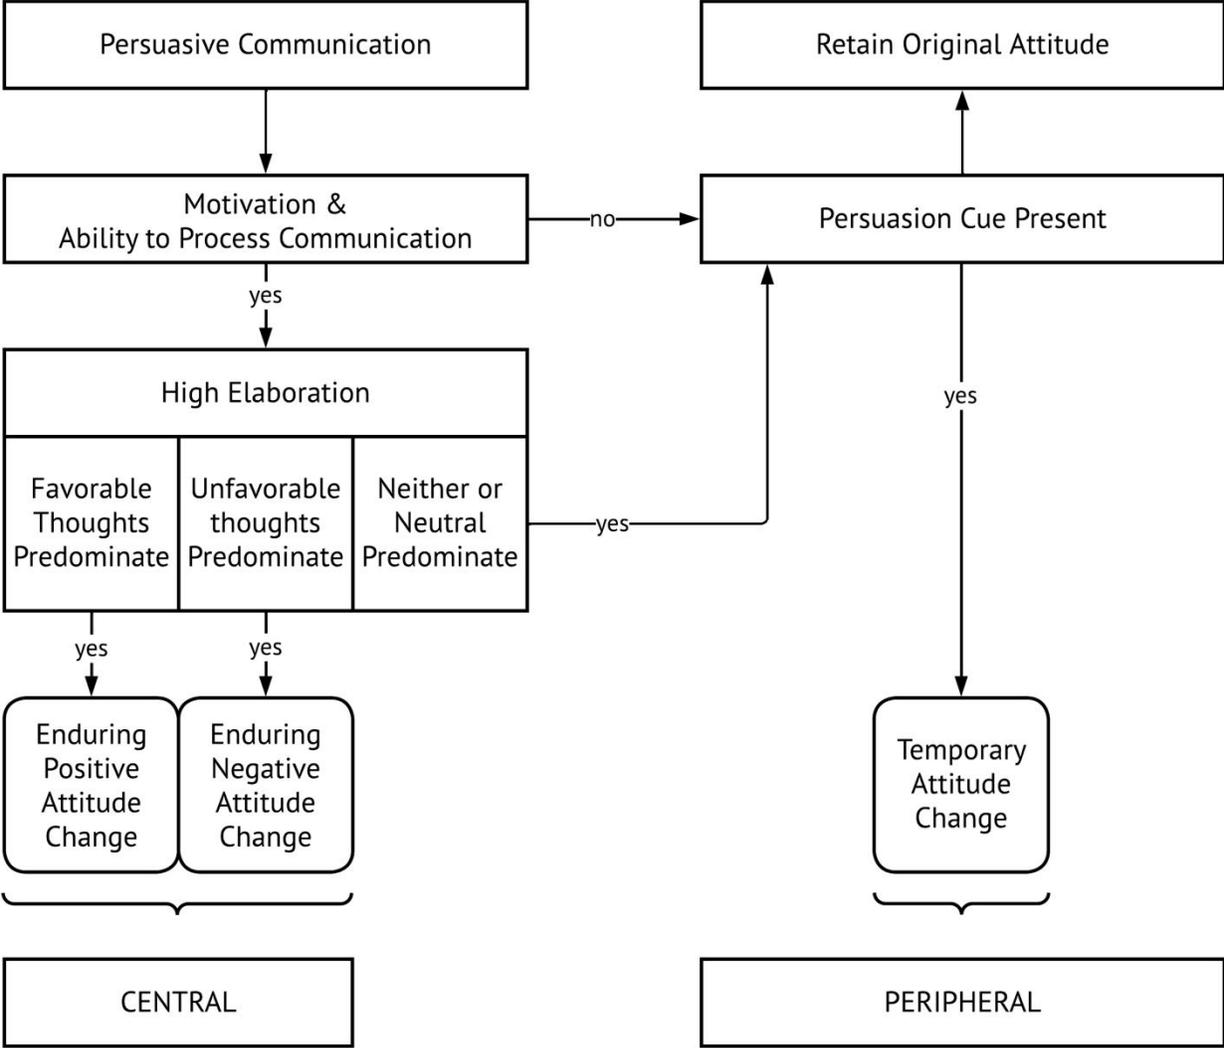 Persuasive Communication
Retain Original Attitude
Motivation &
Ability to Process Communication
no
Persuasion Cue Present
yes
High Elaboration
yes
Favorable
Thoughts
Predominate
Unfavorable
thoughts
Predominate
Neither or
Neutral
Predominate
yes
yes
yes
Enduring
Positive
Attitude
Change
Enduring
Negative
Attitude
Change
Temporary
Attitude
Change
CENTRAL
PERIPHERAL